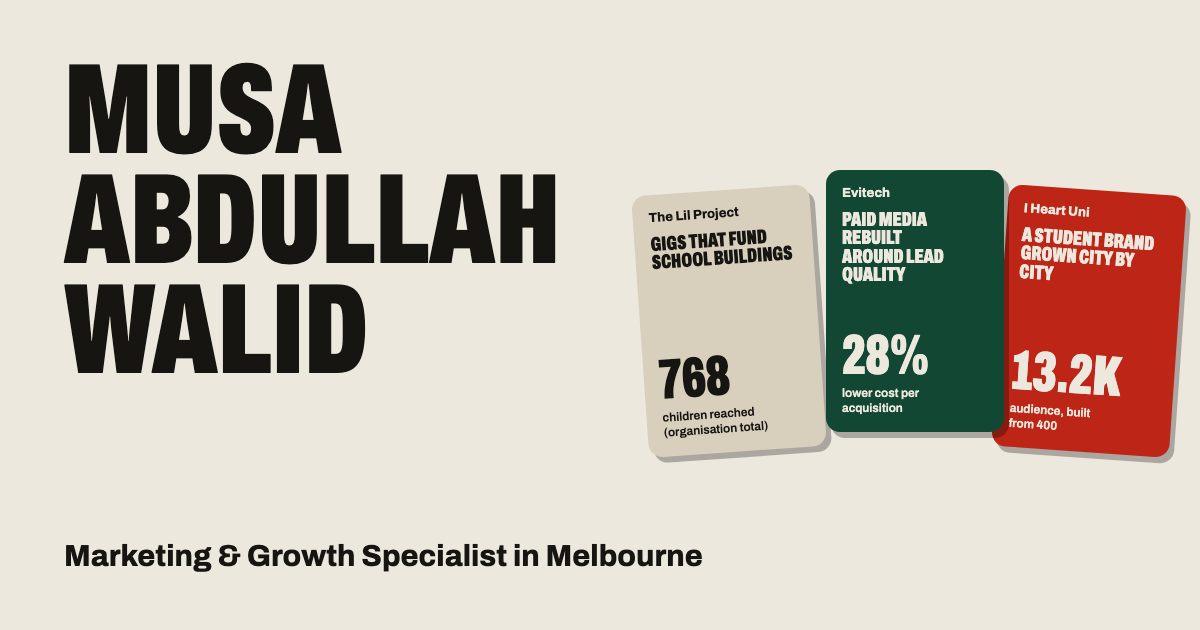 MUSA
ABDULLAH
WALID
The Lil Project
GIGS THAT FUND
SCHOOL BUILDINGS
768
children reached
(organisation total)
Evitech
PAID MEDIA
REBUILT
AROUND LEAD
QUALITY
28%
lower cost per
acquisition
I Heart Uni
A STUDENT BRAND
GROWN CITY BY
CITY
13.2K
audience, built
from 400
Marketing & Growth Specialist in Melbourne